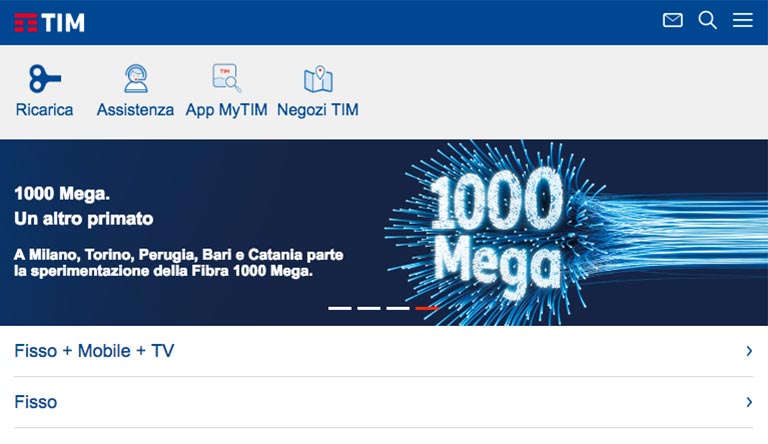 TIM
Ricarica Assistenza App MyTIM Negozi TIM
TIM
1000 Mega.
Un altro primato
A Milano, Torino, Perugia, Bari e Catania parte
la sperimentazione della Fibra 1000 Mega.
1000
Mega
Fisso + Mobile + TV
Fisso